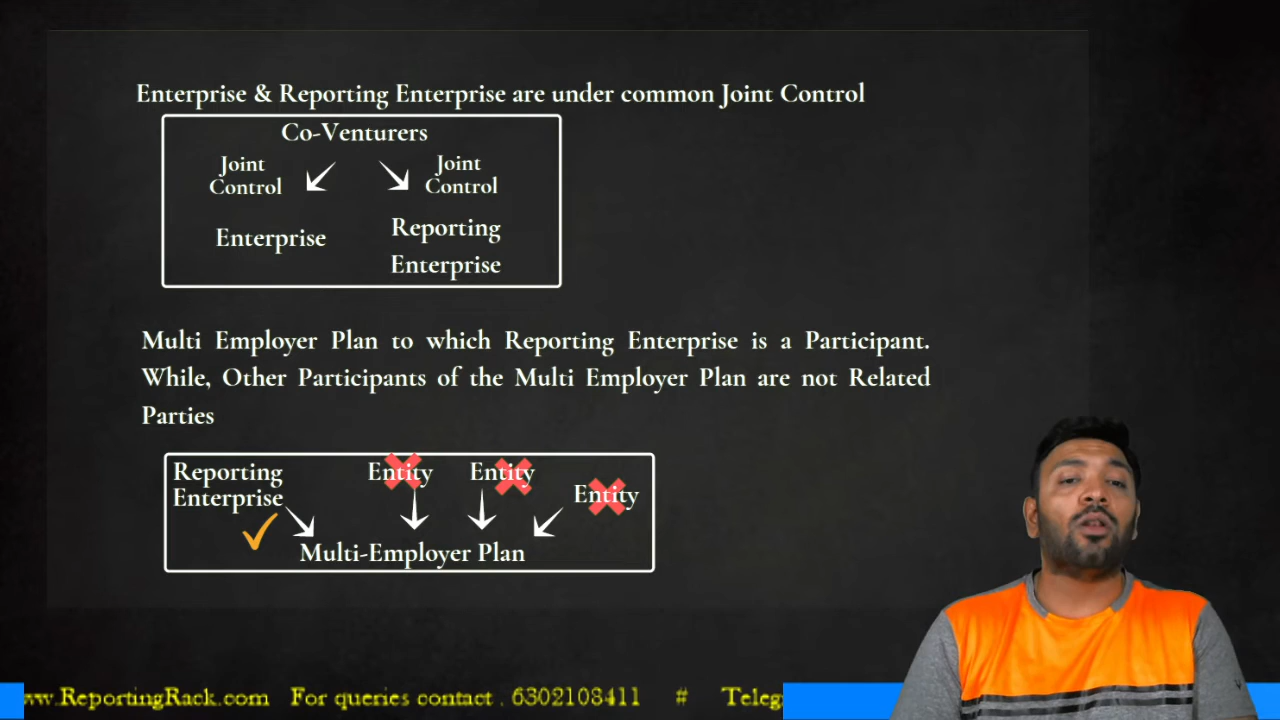 Enterprise & Reporting Enterprise are under common Joint Control
Co-Venturers
Joint Control
Joint Control
Enterprise
Reporting Enterprise
Multi Employer Plan to which Reporting Enterprise is a Participant.
While, Other Participants of the Multi Employer Plan are not Related
Parties
Reporting Enterprise
Entity
Entity
Entity
Multi-Employer Plan
ww.ReportingRack.com For queries contact . 6302108411 # Teleg